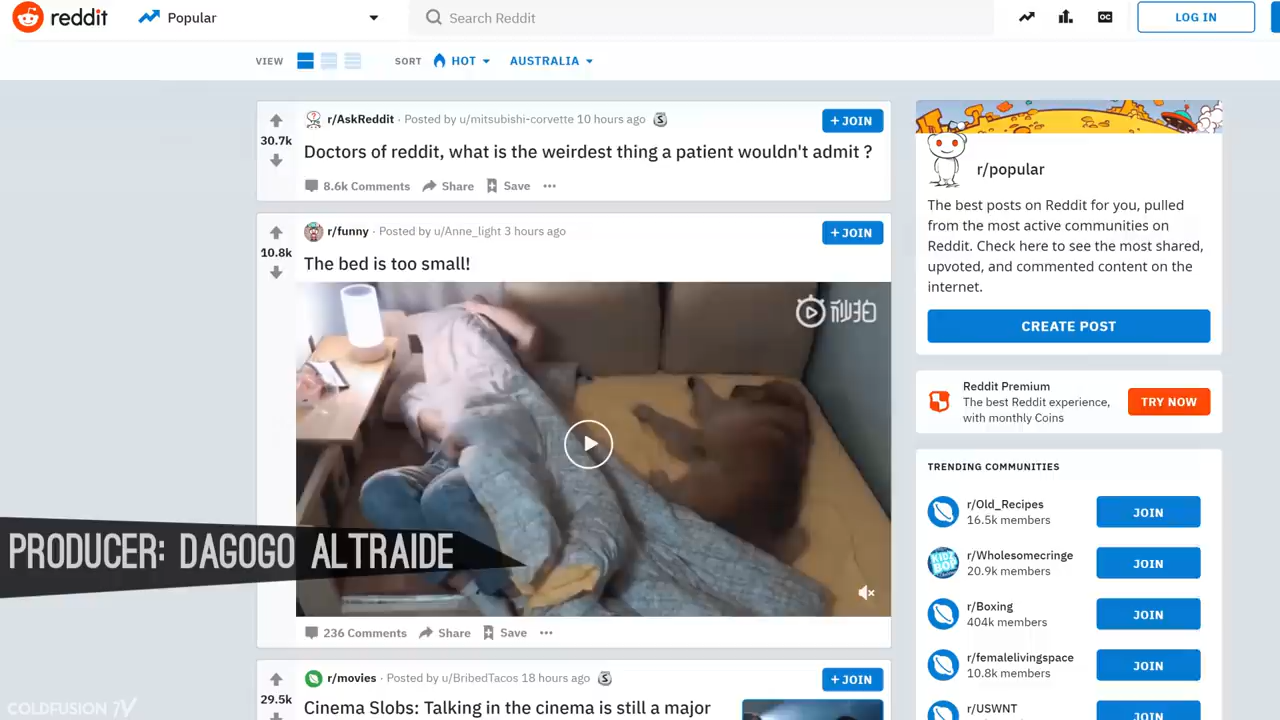 reddit
Popular
Search Reddit
LOG IN
VIEW
SORT
HOT
AUSTRALIA
r/AskReddit · Posted by u/mitsubishi-corvette 10 hours ago
+ JOIN
30.7k
Doctors of reddit, what is the weirdest thing a patient wouldn't admit ?
8.6k Comments
Share
Save
r/funny · Posted by u/Anne_light 3 hours ago
+ JOIN
10.8k
The bed is too small!
秒拍
236 Comments
Share
Save
r/movies · Posted by u/BribedTacos 18 hours ago
+ JOIN
29.5k
Cinema Slobs: Talking in the cinema is still a major
r/popular
The best posts on Reddit for you, pulled
from the most active communities on
Reddit. Check here to see the most shared,
upvoted, and commented content on the
internet.
CREATE POST
Reddit Premium
The best Reddit experience,
with monthly Coins
TRY NOW
TRENDING COMMUNITIES
r/Old_Recipes
16.5k members
JOIN
r/Wholesomecringe
20.9k members
JOIN
r/Boxing
404k members
JOIN
r/femalelivingspace
10.8k members
JOIN
r/USWNT
JOIN
PRODUCER: DAGOGO ALTRAIDE
COLDFUSION TV